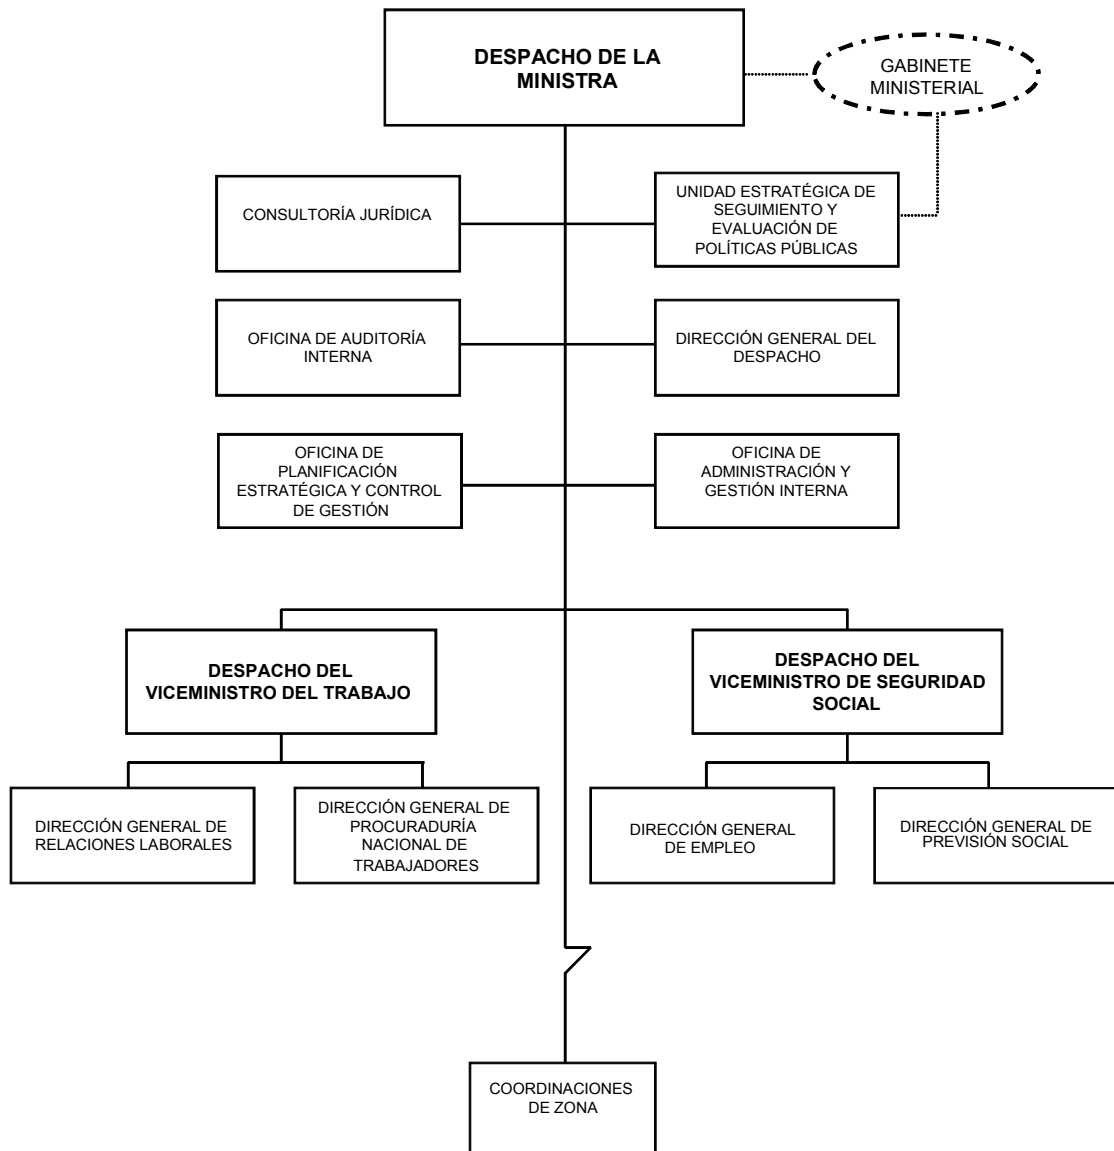 DESPACHO DE LA
MINISTRA
GABINETE
MINISTERIAL
CONSULTORÍA JURÍDICA
UNIDAD ESTRATÉGICA DE
SEGUIMIENTO Y
EVALUACIÓN DE
POLÍTICAS PÚBLICAS
OFICINA DE AUDITORÍA
INTERNA
DIRECCIÓN GENERAL DEL
DESPACHO
OFICINA DE
PLANIFICACIÓN
ESTRATÉGICA Y CONTROL
DE GESTIÓN
OFICINA DE
ADMINISTRACIÓN Y
GESTIÓN INTERNA
DESPACHO DEL
VICEMINISTRO DEL TRABAJO
DESPACHO DEL
VICEMINISTRO DE SEGURIDAD
SOCIAL
DIRECCIÓN GENERAL DE
RELACIONES LABORALES
DIRECCIÓN GENERAL DE
PROCURADURÍA
NACIONAL DE
TRABAJADORES
DIRECCIÓN GENERAL
DE EMPLEO
DIRECCIÓN GENERAL DE
PREVISIÓN SOCIAL
COORDINACIONES
DE ZONA